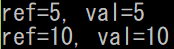 ref=5, val=5
ref=10, val=10